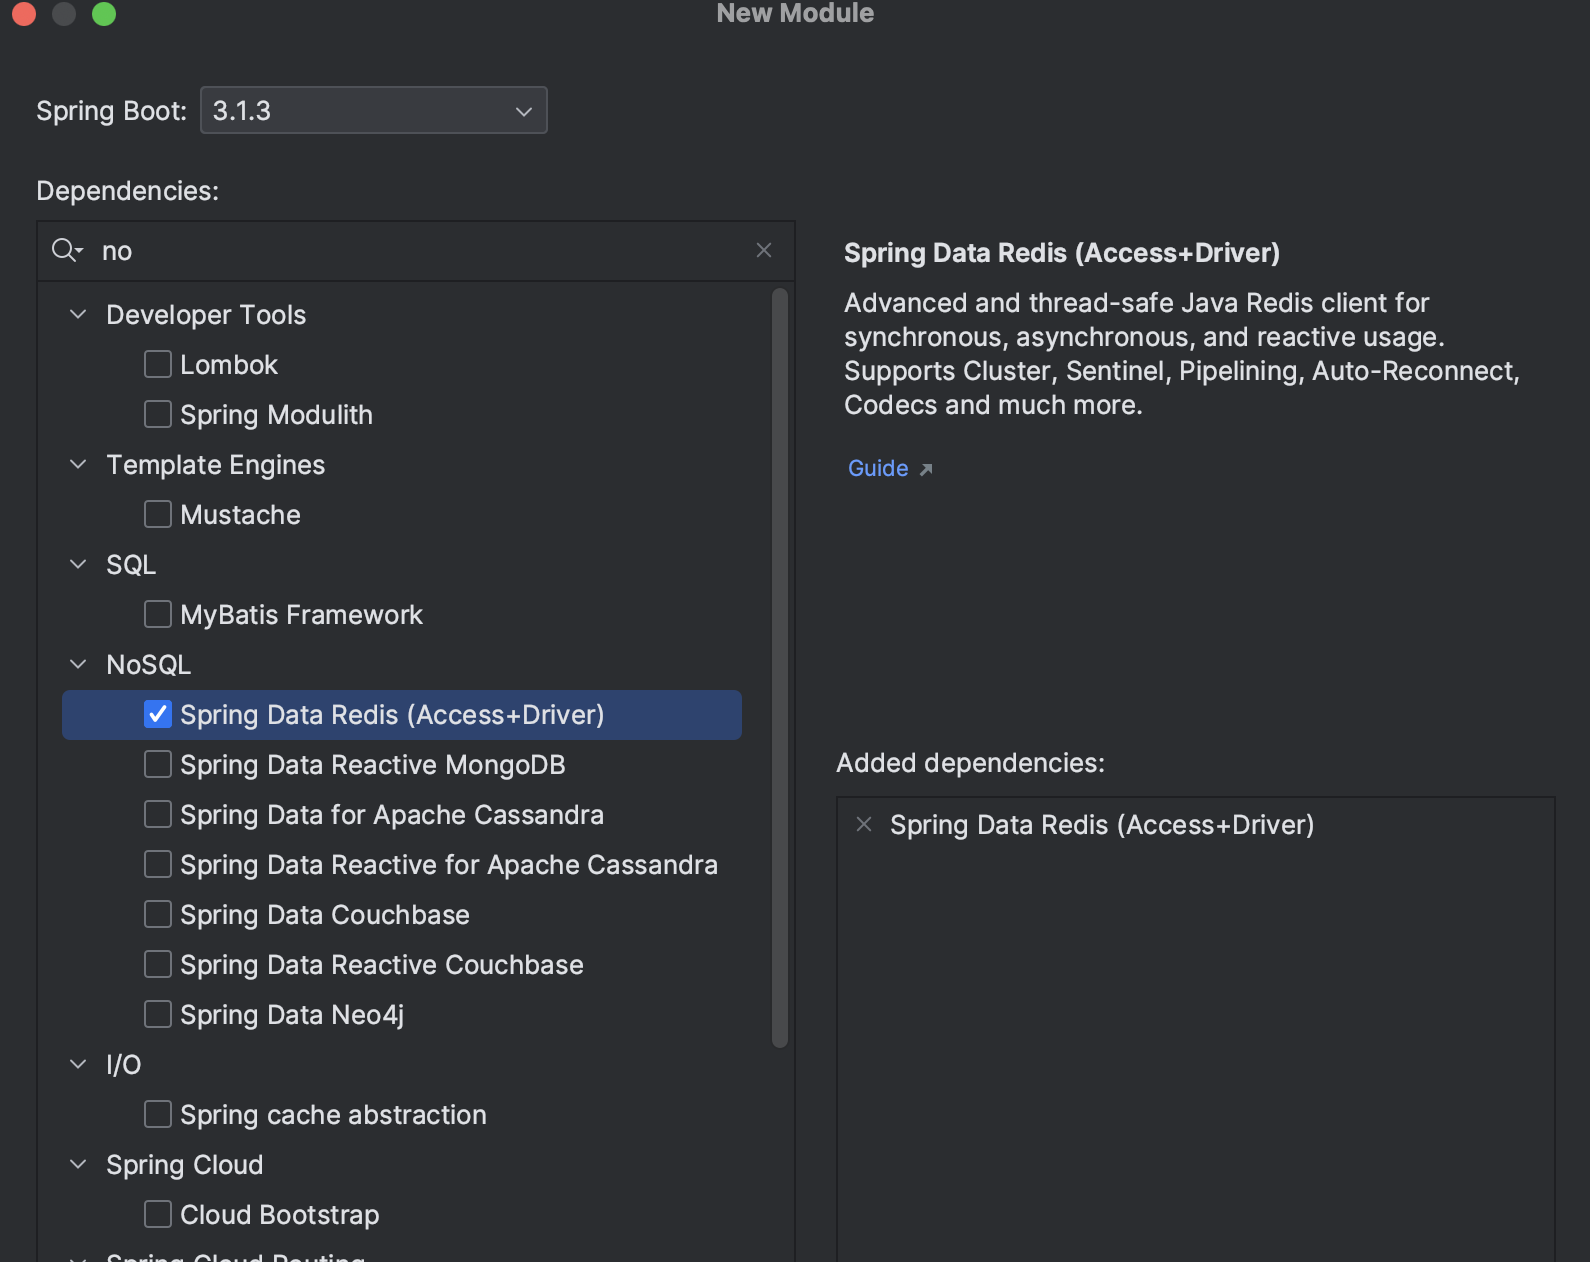 New Module
Spring Boot: 3.1.3
Dependencies:
no
Developer Tools
Lombok
Spring Modulith
Template Engines
Mustache
SQL
MyBatis Framework
NoSQL
Spring Data Redis (Access+Driver)
Spring Data Reactive MongoDB
Spring Data for Apache Cassandra
Spring Data Reactive for Apache Cassandra
Spring Data Couchbase
Spring Data Reactive Couchbase
Spring Data Neo4j
I/O
Spring cache abstraction
Spring Cloud
Cloud Bootstrap
Spring Cloud Routing
Spring Data Redis (Access+Driver)
Advanced and thread-safe Java Redis client for
synchronous, asynchronous, and reactive usage.
Supports Cluster, Sentinel, Pipelining, Auto-Reconnect,
Codecs and much more.
Guide
Added dependencies:
Spring Data Redis (Access+Driver)